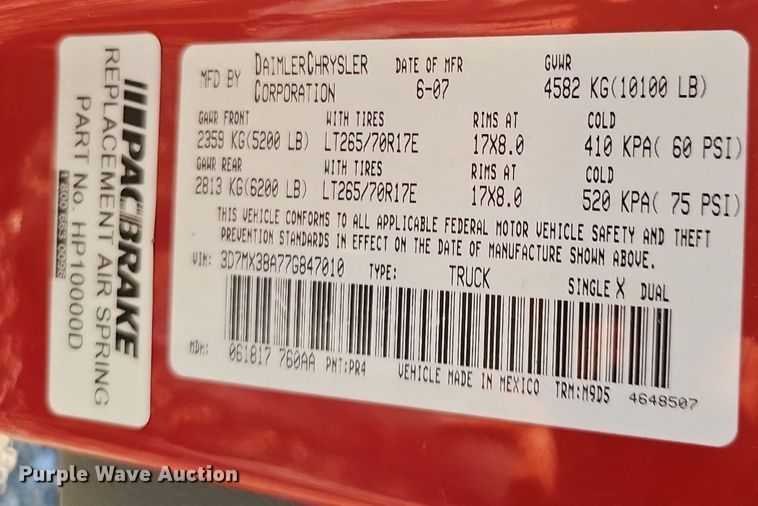 PACBRAKE
REPLACEMENT AIR SPRING
PART No. HP10000D
MFD BY DAIMLERCHRYSLER CORPORATION DATE OF MFR 6-07 GVWR 4582 KG(10100 LB)
GAWR FRONT WITH TIRES RIMS AT COLD
2359 KG(5200 LB) LT265/70R17E 17X8.0 410 KPA( 60 PSI)
GAWR REAR WITH TIRES RIMS AT COLD
2813 KG(6200 LB) LT265/70R17E 17X8.0 520 KPA( 75 PSI)
THIS VEHICLE CONFORMS TO ALL APPLICABLE FEDERAL MOTOR VEHICLE SAFETY AND THEFT
PREVENTION STANDARDS IN EFFECT ON THE DATE OF MANUFACTURE SHOWN ABOVE.
VIN: 3D7MX38A77G847010 TYPE: TRUCK SINGLE X DUAL
MDH: 061817 760AA PNT:PR4 VEHICLE MADE IN MEXICO TRM:M9D5 4648507
Purple Wave Auction